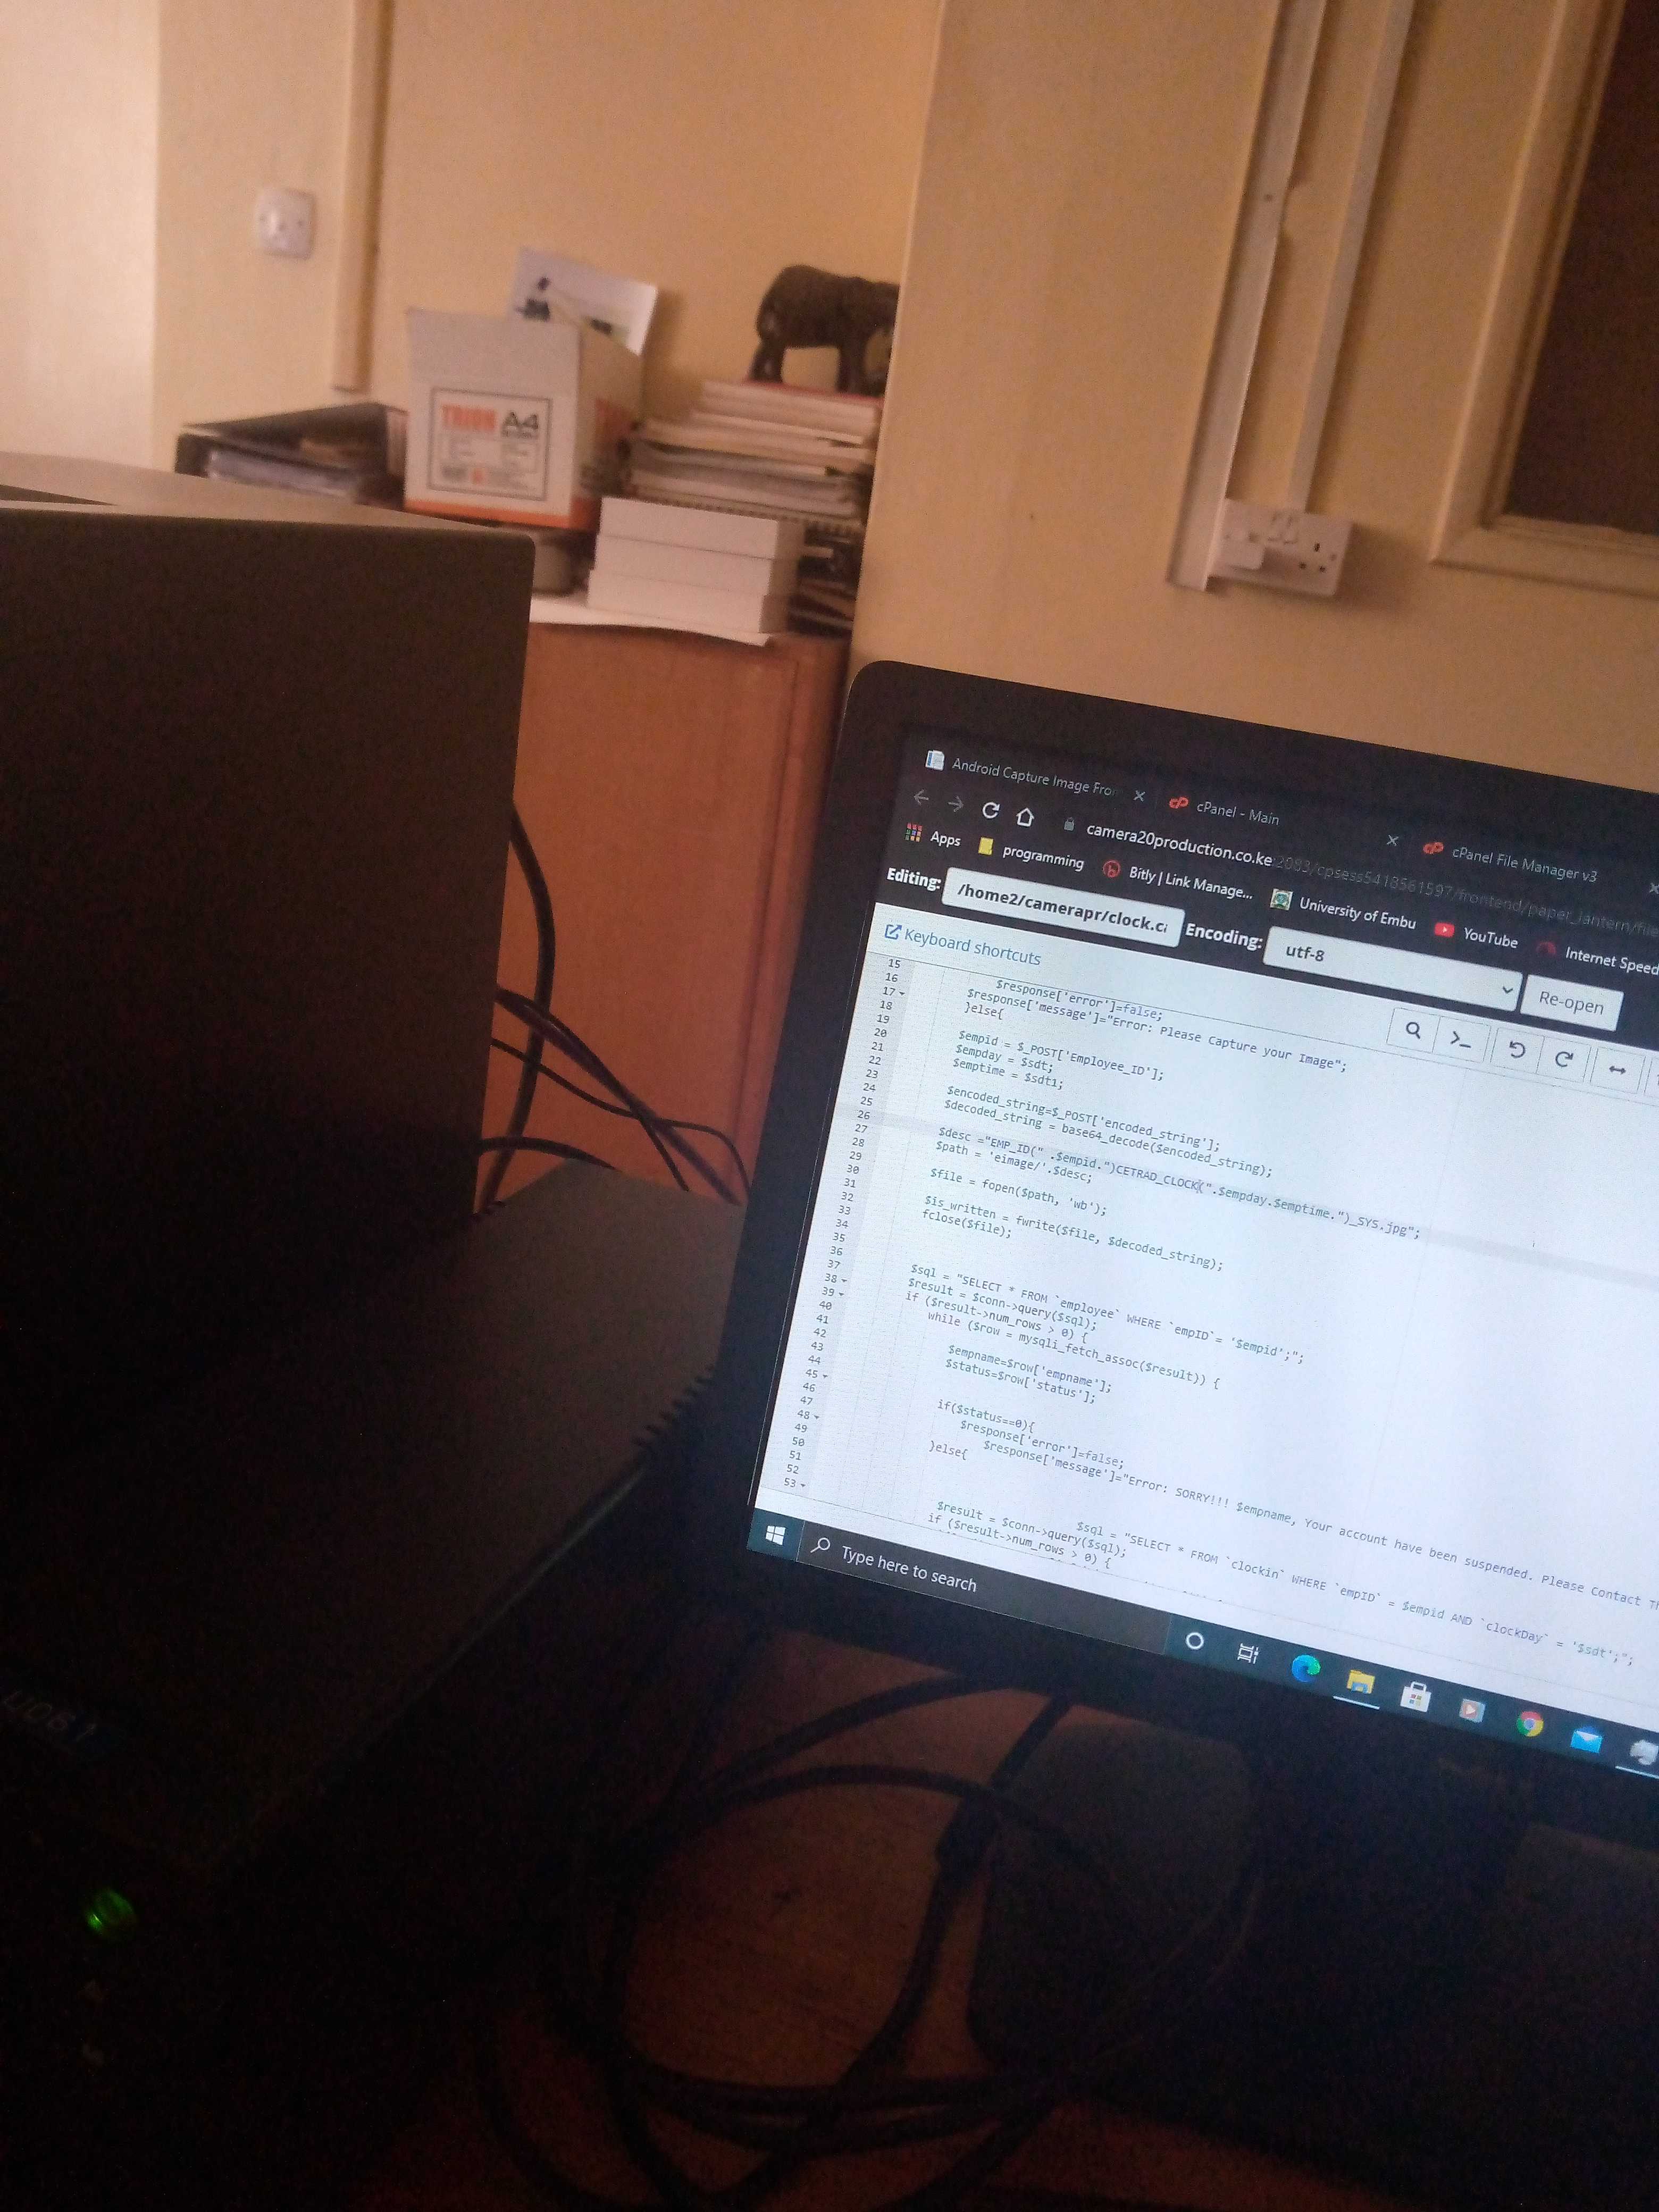 TRION A4
Android Capture Image Fro
cPanel - Main
cPanel File Manager v3
camera20production.co.ke:2083/cpsess5418561597/frontend/paper_lantern/file
Apps
programming
Bitly | Link Manage...
University of Embu
YouTube
Internet Speed
Editing: /home2/camerapr/clock.c
Encoding: utf-8
Re-open
Keyboard shortcuts
15
16
17
18
19
20
21
22
23
24
25
26
27
28
29
30
31
32
33
34
35
36
37
38
39
40
41
42
43
44
45
46
47
48
49
50
51
52
53
$response['error']=false;
$response['message']="Error: Please Capture your Image";
}else{
$empid = $_POST['Employee_ID'];
$empday = $sdt;
$emptime = $sdt1;
$encoded_string=$_POST['encoded_string'];
$decoded_string = base64_decode($encoded_string);
$desc ="EMP_ID(" .$empid.")CETRAD_CLOCK(".$empday.$emptime.")_SYS.jpg";
$path = 'eimage/'.$desc;
$file = fopen($path, 'wb');
$is_written = fwrite($file, $decoded_string);
fclose($file);
$sql = "SELECT * FROM `employee` WHERE `empID`= '$empid';";
$result = $conn->query($sql);
if ($result->num_rows > 0) {
while ($row = mysqli_fetch_assoc($result)) {
$empname=$row['empname'];
$status=$row['status'];
if($status==0){
$response['error']=false;
$response['message']="Error: SORRY!!! $empname, Your account have been suspended. Please Contact Th
}else{
$sql = "SELECT * FROM `clockin` WHERE `empID` = $empid AND `clockDay` = '$sdt';";
$result = $conn->query($sql);
if ($result->num_rows > 0) {
Type here to search